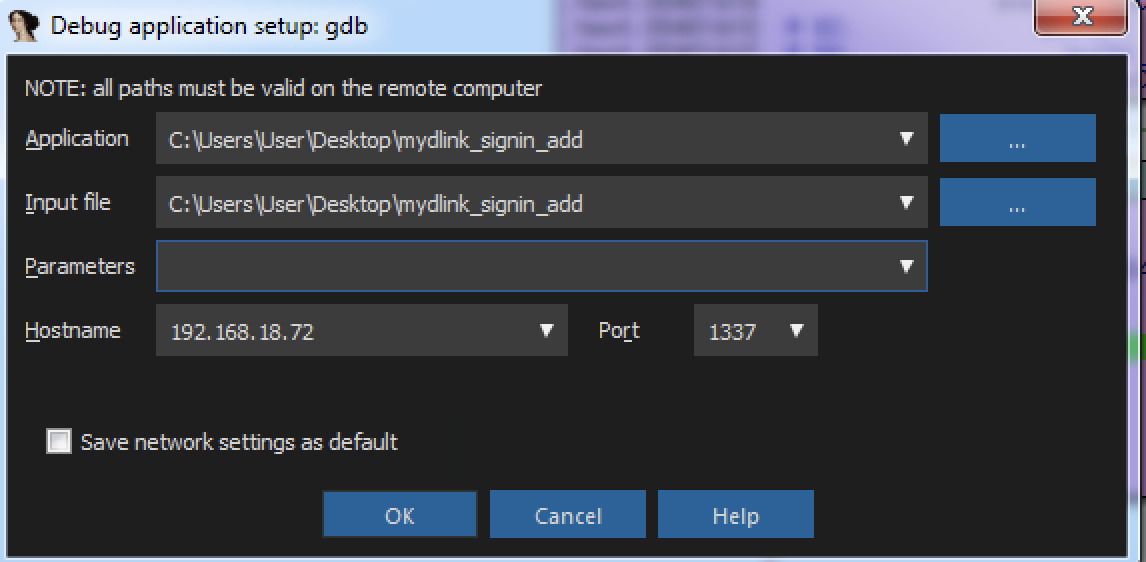 Debug application setup: gdb
NOTE: all paths must be valid on the remote computer
Application C:\Users\User\Desktop\mydlink_signin_add ...
Input file C:\Users\User\Desktop\mydlink_signin_add ...
Parameters
Hostname 192.168.18.72 Port 1337
Save network settings as default
OK Cancel Help